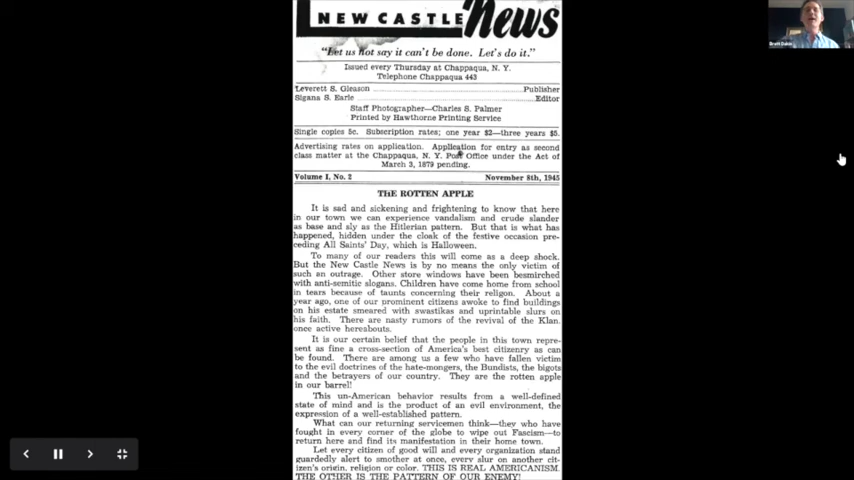 NEW CASTLE News
"Let us not say it can't be done. Let's do it."
Issued every Thursday at Chappaqua, N. Y.
Telephone Chappaqua 443
Leverett S. Gleason Publisher
Sigana S. Earle Editor
Staff Photographer—Charles S. Palmer
Printed by Hawthorne Printing Service
Single copies 5c. Subscription rates; one year $2—three years $5.
Advertising rates on application. Application for entry as second
class matter at the Chappaqua, N. Y. Post Office under the Act of
March 3, 1879 pending.
Volume I, No. 2 November 8th, 1945
THE ROTTEN APPLE
It is sad and sickening and frightening to know that here
in our town we can experience vandalism and crude slander
as base and sly as the Hitlerian pattern. But that is what has
happened, hidden under the cloak of the festive occasion pre-
ceding All Saints' Day, which is Halloween.
To many of our readers this will come as a deep shock.
But the New Castle News is by no means the only victim of
such an outrage. Other store windows have been besmirched
with anti-semitic slogans. Children have come home from school
in tears because of taunts concerning their religon. About a
year ago, one of our prominent citizens awoke to find buildings
on his estate smeared with swastikas and uprintable slurs on
his faith. There are nasty rumors of the revival of the Klan,
once active hereabouts.
It is our certain belief that the people in this town repre-
sent as fine a cross-section of America's best citizenry as can
be found. There are among us a few who have fallen victim
to the evil doctrines of the hate-mongers, the Bundists, the bigots
and the betrayers of our country. They are the rotten apple
in our barrel!
This un-American behavior results from a well-defined
state of mind and is the product of an evil environment, the
expression of a well-established pattern.
What can our returning servicemen think—they who have
fought in every corner of the globe to wipe out Fascism—to
return here and find its manifestation in their home town.
Let every citizen of good will and every organization stand
guardedly alert to smother at once, every slur on another cit-
izen's origin, religion or color. THIS IS REAL AMERICANISM.
THE OTHER IS THE PATTERN OF OUR ENEMY!